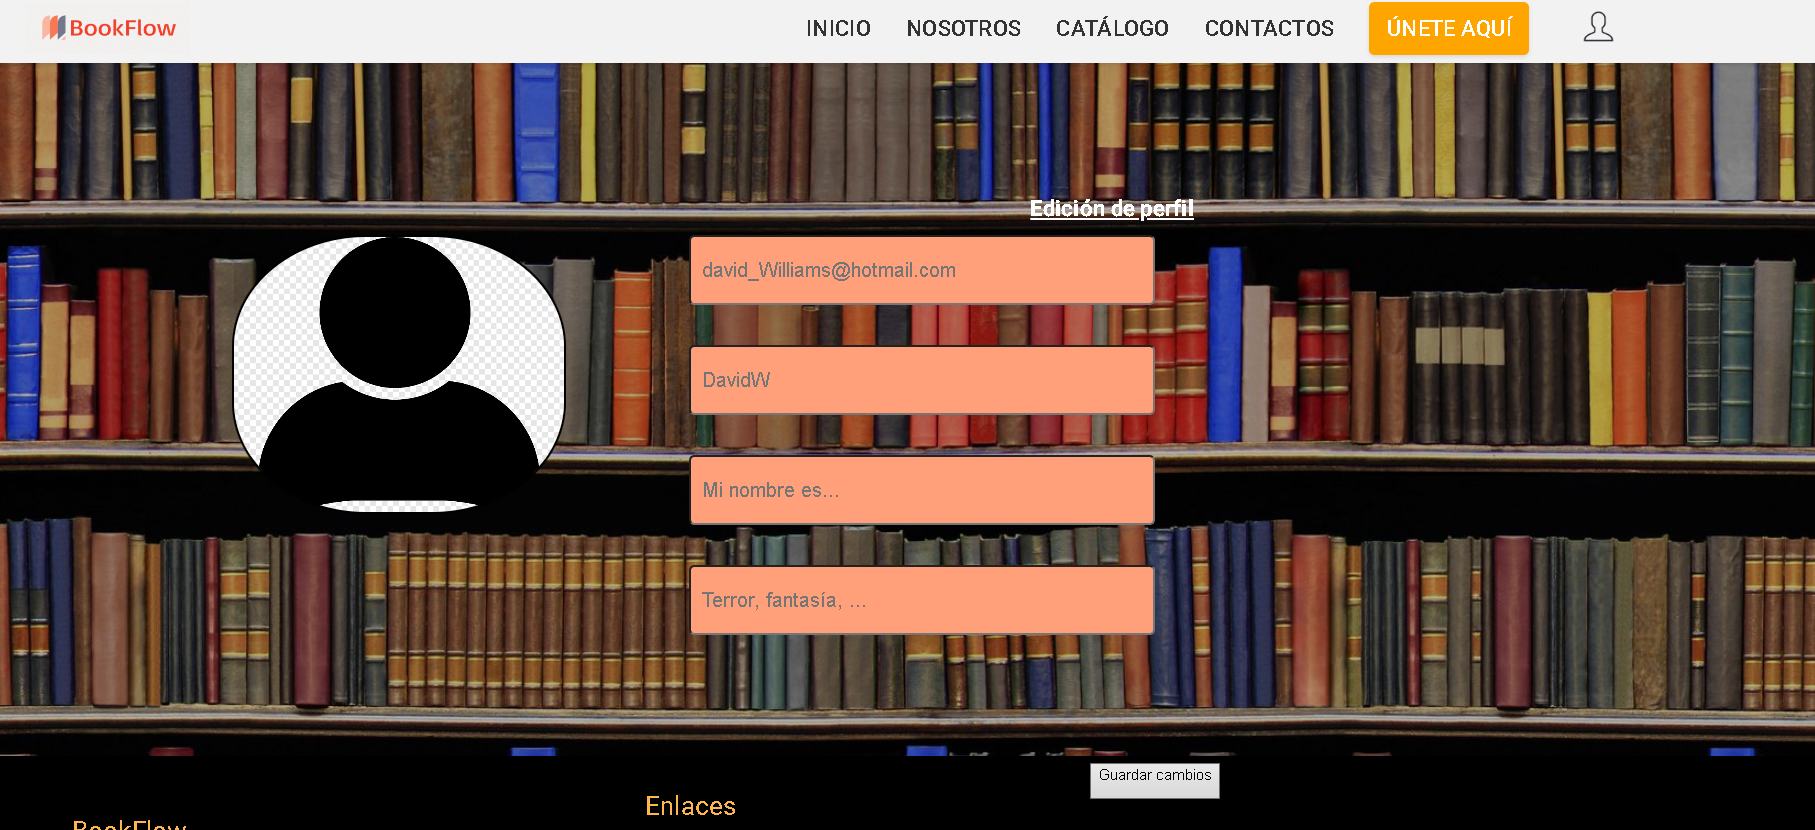 BookFlow
INICIO NOSOTROS CATÁLOGO CONTACTOS ÚNETE AQUÍ
Edición de perfil
david_Williams@hotmail.com
DavidW
Mi nombre es...
Terror, fantasía, ...
Guardar cambios
Enlaces
BookFlow